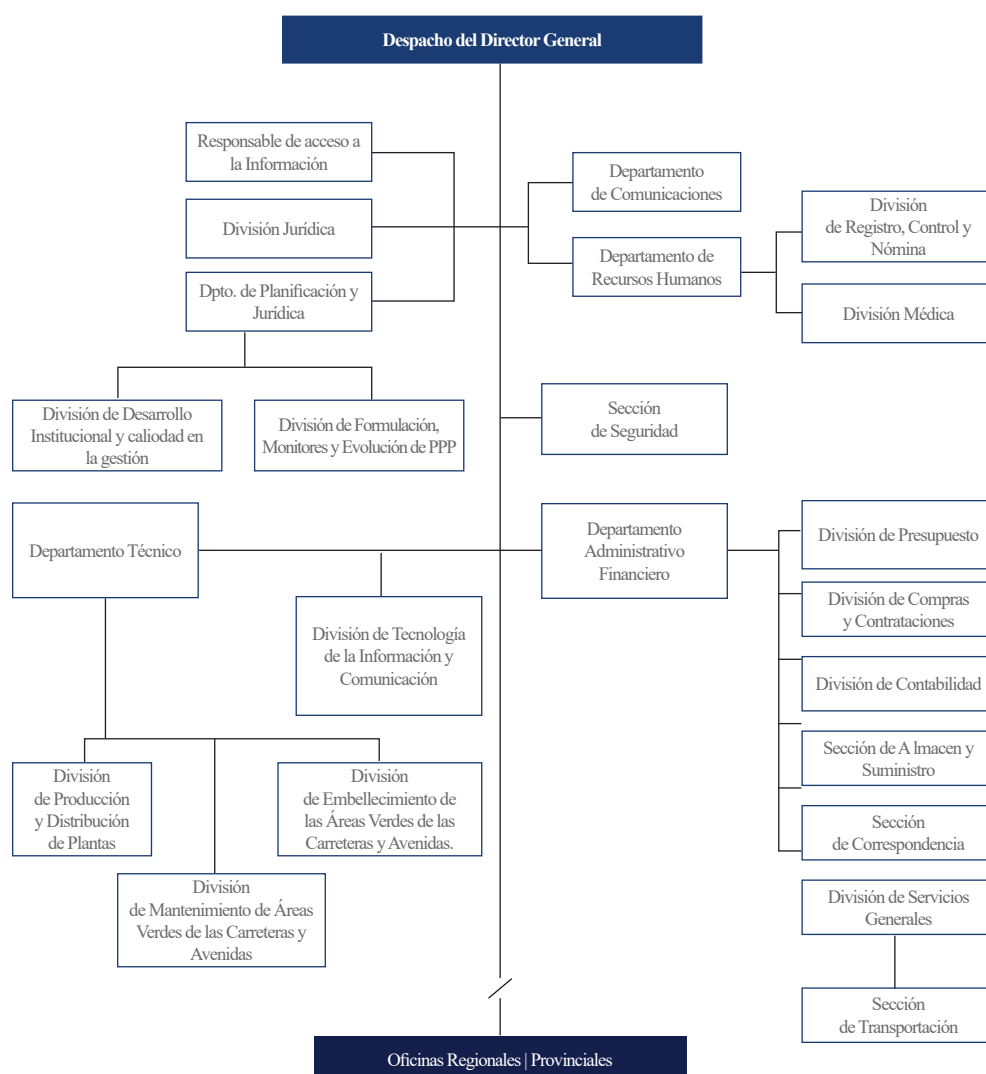 Despacho del Director General
Responsable de acceso a
la Información
División Jurídica
Dpto. de Planificación y
Jurídica
Departamento
de Comunicaciones
Departamento de
Recursos Humanos
División
de Registro, Control y
Nómina
División Médica
División de Desarrollo
Institucional y caliodad en
la gestión
División de Formulación,
Monitores y Evolución de PPP
Sección
de Seguridad
Departamento Técnico
Departamento
Administrativo
Financiero
División de Tecnología
de la Información y
Comunicación
División de Presupuesto
División de Compras
y Contrataciones
División de Contabilidad
Sección de A lmacen y
Suministro
Sección
de Correspondencia
División de Servicios
Generales
Sección
de Transportación
División
de Producción
y Distribución
de Plantas
División
de Embellecimiento de
las Áreas Verdes de las
Carreteras y Avenidas.
División
de Mantenimiento de Áreas
Verdes de las Carreteras y
Avenidas
Oficinas Regionales | Provinciales